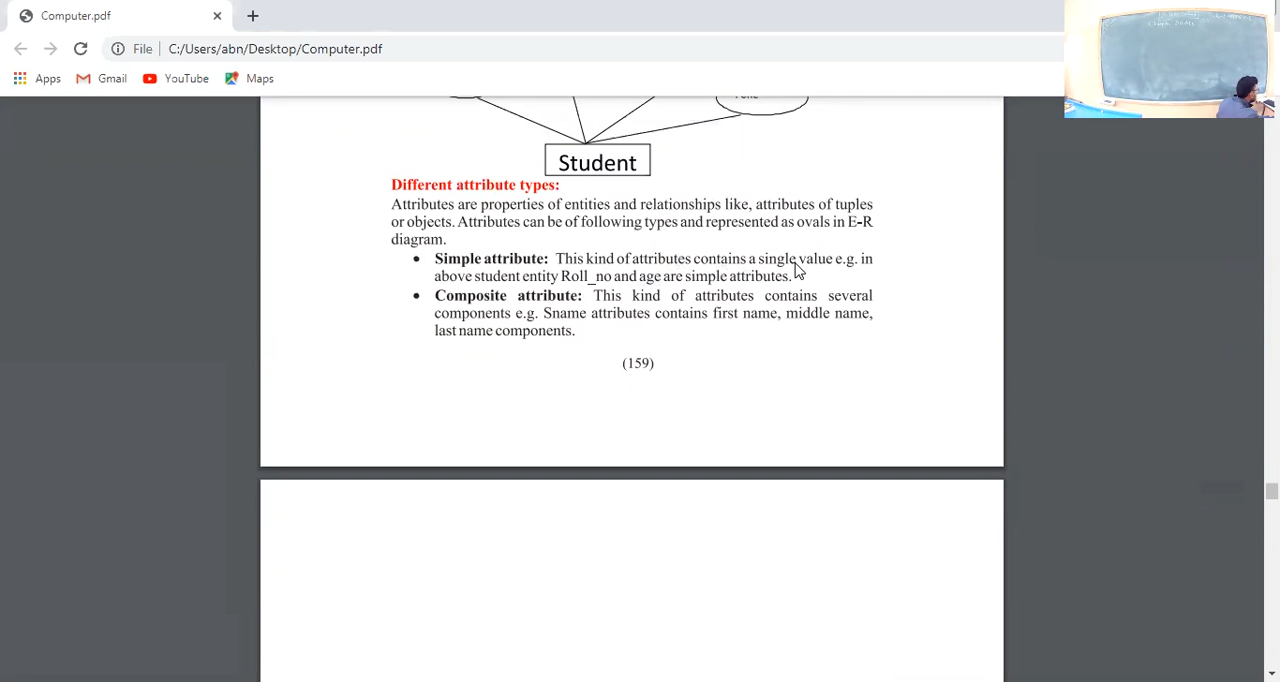 Computer.pdf
File
C:/Users/abn/Desktop/Computer.pdf
Apps
Gmail
YouTube
Maps
Student
Different attribute types:
Attributes are properties of entities and relationships like, attributes of tuples
or objects. Attributes can be of following types and represented as ovals in E-R
diagram.
• Simple attribute: This kind of attributes contains a single value e.g. in
above student entity Roll_no and age are simple attributes.
• Composite attribute: This kind of attributes contains several
components e.g. Sname attributes contains first name, middle name,
last name components.
(159)